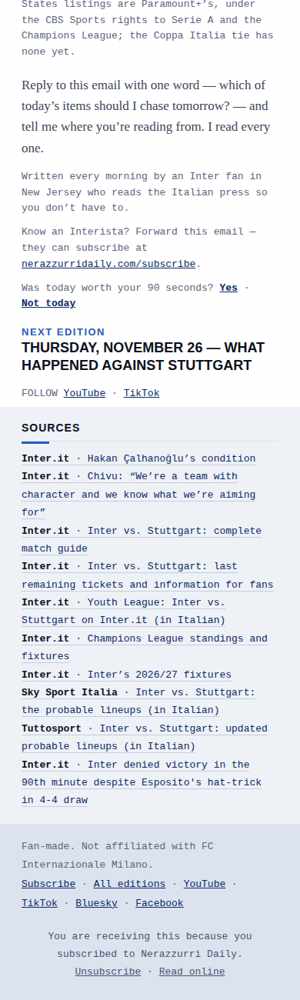 States listings are Paramount+’s, under
the CBS Sports rights to Serie A and the
Champions League; the Coppa Italia tie has
none yet.
Reply to this email with one word — which of
today’s items should I chase tomorrow? — and
tell me where you’re reading from. I read every
one.
Written every morning by an Inter fan in
New Jersey who reads the Italian press so
you don’t have to.
Know an Interista? Forward this email —
they can subscribe at
nerazzurridaily.com/subscribe.
Was today worth your 90 seconds? Yes ·
Not today
NEXT EDITION
THURSDAY, NOVEMBER 26 — WHAT
HAPPENED AGAINST STUTTGART
FOLLOW YouTube · TikTok
SOURCES
Inter.it · Hakan Çalhanoğlu’s condition
Inter.it · Chivu: “We’re a team with
character and we know what we’re aiming
for”
Inter.it · Inter vs. Stuttgart: complete
match guide
Inter.it · Inter vs. Stuttgart: last
remaining tickets and information for fans
Inter.it · Youth League: Inter vs.
Stuttgart on Inter.it (in Italian)
Inter.it · Champions League standings and
fixtures
Inter.it · Inter’s 2026/27 fixtures
Sky Sport Italia · Inter vs. Stuttgart:
the probable lineups (in Italian)
Tuttosport · Inter vs. Stuttgart: updated
probable lineups (in Italian)
Inter.it · Inter denied victory in the
90th minute despite Esposito's hat-trick
in 4-4 draw
Fan-made. Not affiliated with FC
Internazionale Milano.
Subscribe · All editions · YouTube ·
TikTok · Bluesky · Facebook
You are receiving this because you
subscribed to Nerazzurri Daily.
Unsubscribe · Read online